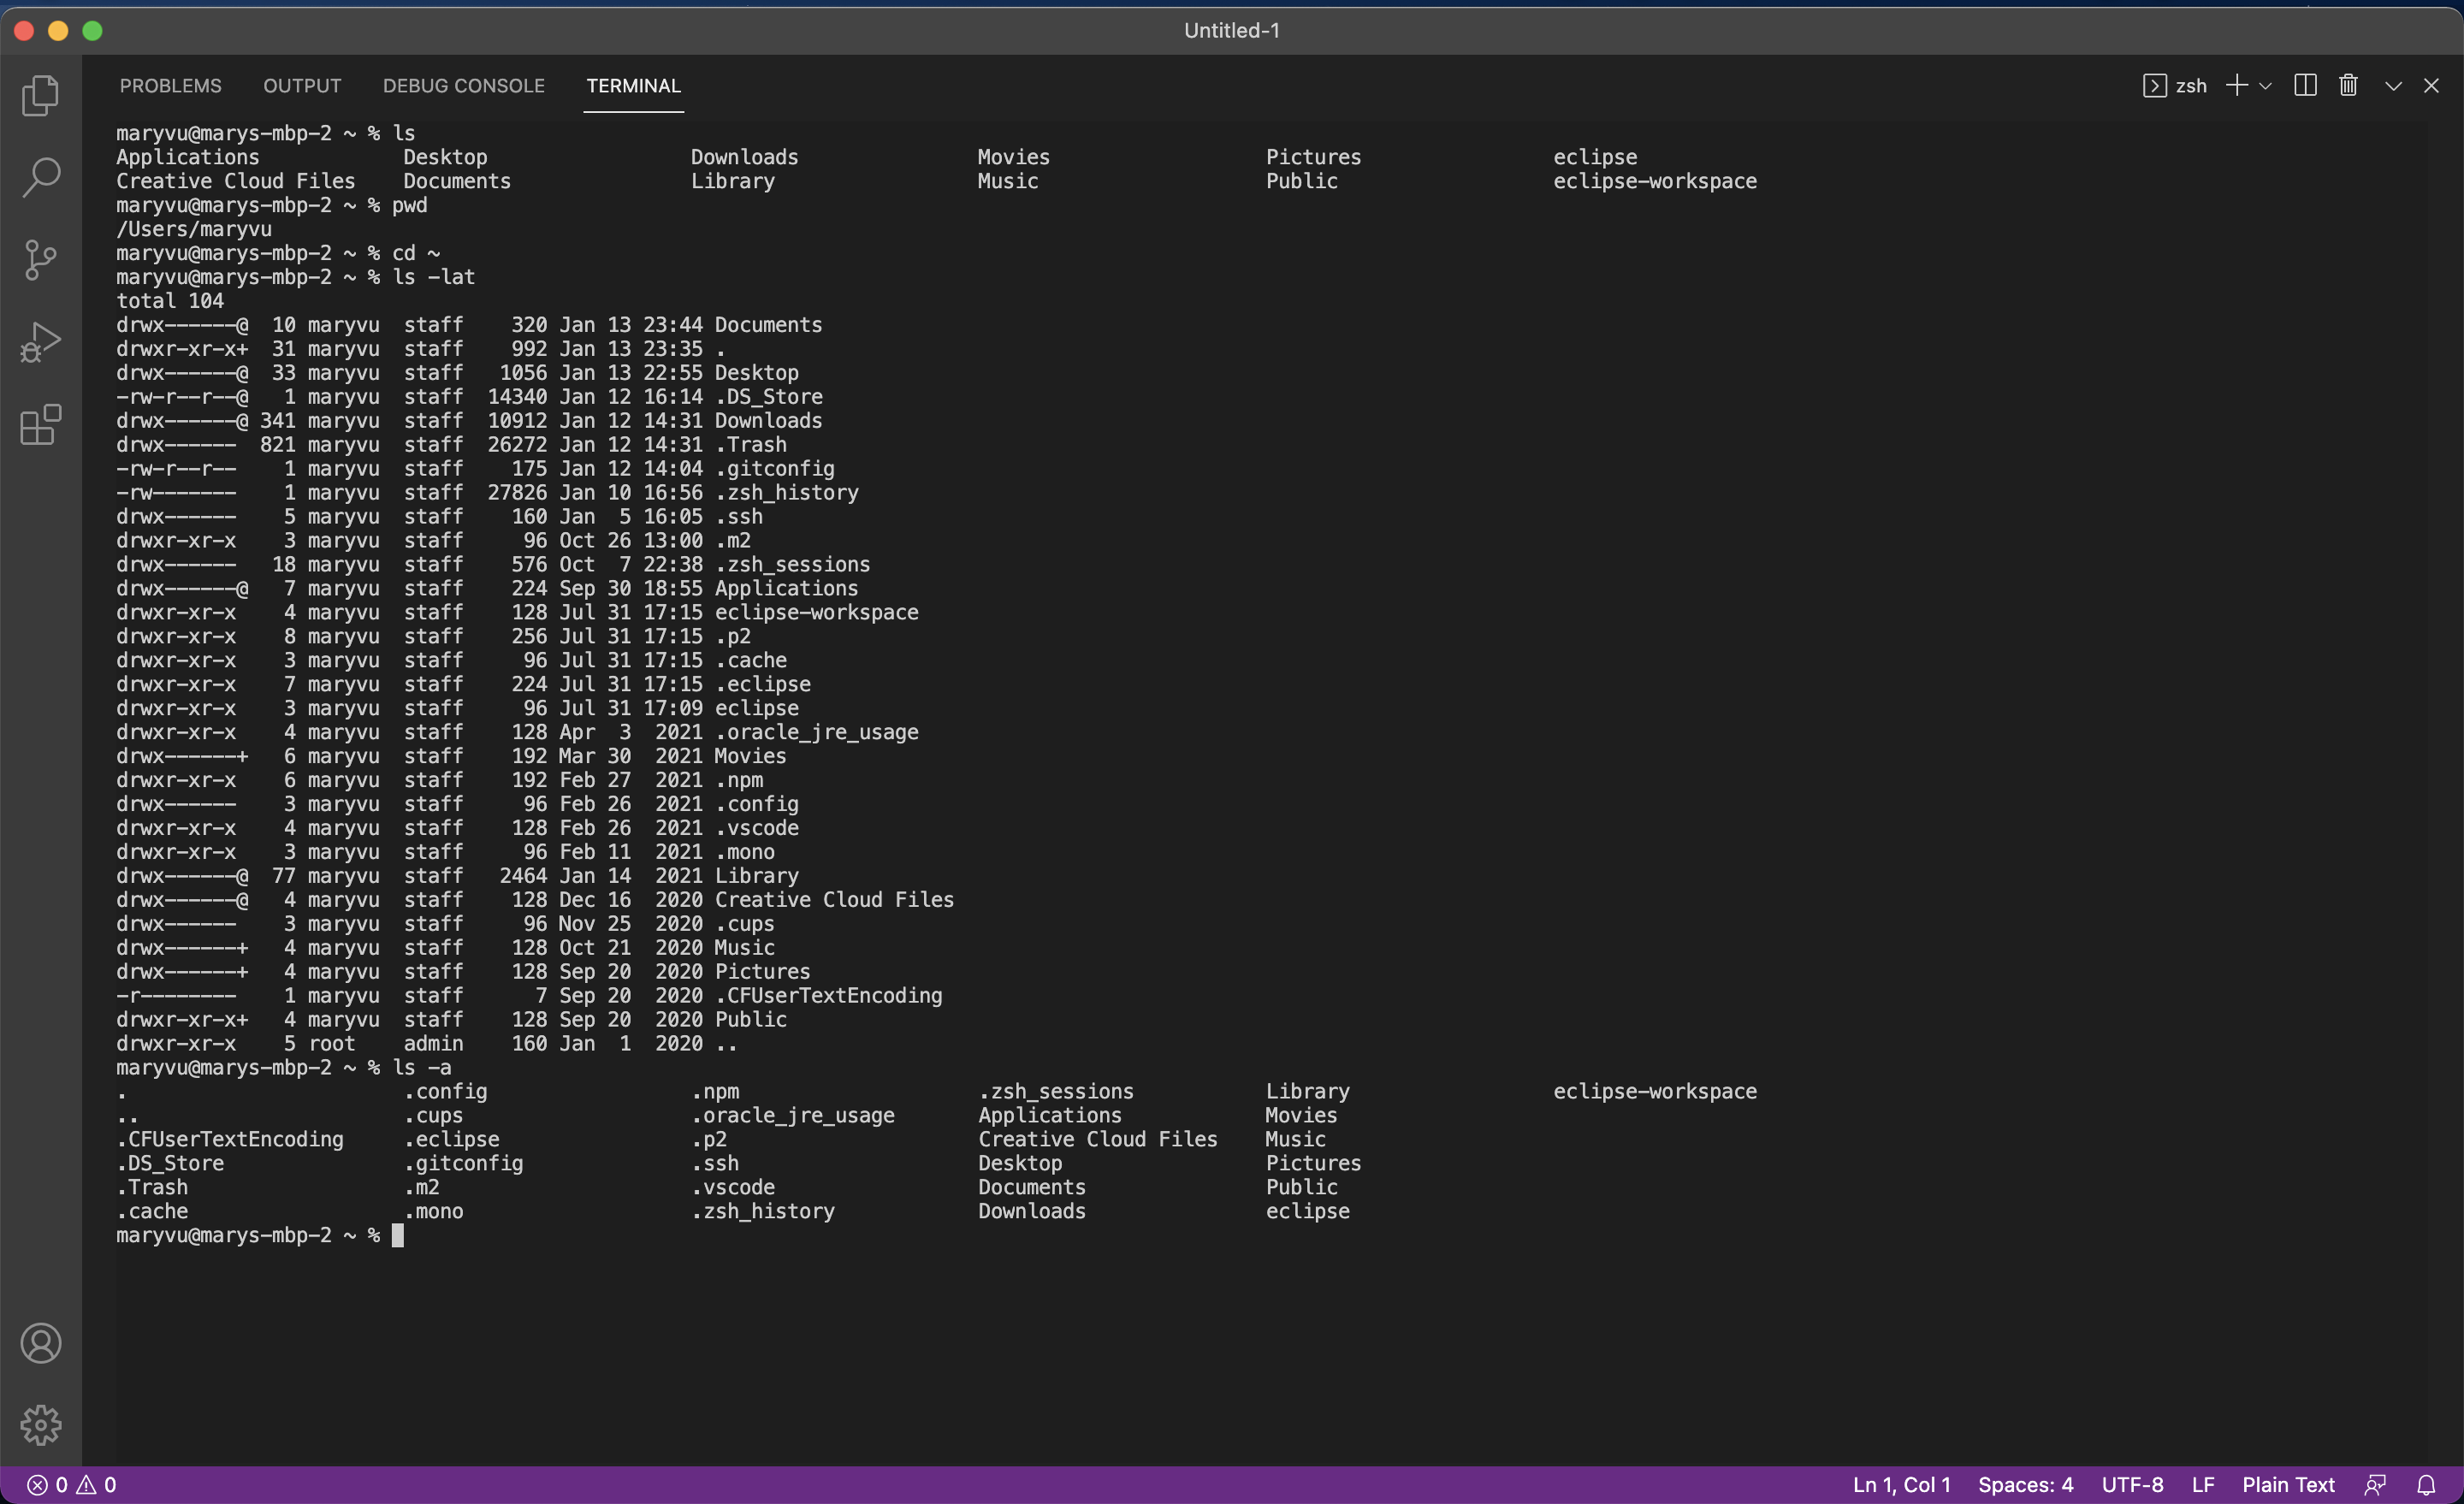 Untitled-1
PROBLEMS OUTPUT DEBUG CONSOLE TERMINAL zsh
maryvu@marys-mbp-2 ~ % ls
Applications Desktop Downloads Movies Pictures eclipse
Creative Cloud Files Documents Library Music Public eclipse-workspace
maryvu@marys-mbp-2 ~ % pwd
/Users/maryvu
maryvu@marys-mbp-2 ~ % cd ~
maryvu@marys-mbp-2 ~ % ls -lat
total 104
drwx------@ 10 maryvu staff 320 Jan 13 23:44 Documents
drwxr-xr-x+ 31 maryvu staff 992 Jan 13 23:35 .
drwx------@ 33 maryvu staff 1056 Jan 13 22:55 Desktop
-rw-r--r--@ 1 maryvu staff 14340 Jan 12 16:14 .DS_Store
drwx------@ 341 maryvu staff 10912 Jan 12 14:31 Downloads
drwx------ 821 maryvu staff 26272 Jan 12 14:31 .Trash
-rw-r--r-- 1 maryvu staff 175 Jan 12 14:04 .gitconfig
-rw------- 1 maryvu staff 27826 Jan 10 16:56 .zsh_history
drwx------ 5 maryvu staff 160 Jan 5 16:05 .ssh
drwxr-xr-x 3 maryvu staff 96 Oct 26 13:00 .m2
drwx------ 18 maryvu staff 576 Oct 7 22:38 .zsh_sessions
drwx------@ 7 maryvu staff 224 Sep 30 18:55 Applications
drwxr-xr-x 4 maryvu staff 128 Jul 31 17:15 eclipse-workspace
drwxr-xr-x 8 maryvu staff 256 Jul 31 17:15 .p2
drwxr-xr-x 3 maryvu staff 96 Jul 31 17:15 .cache
drwxr-xr-x 7 maryvu staff 224 Jul 31 17:15 .eclipse
drwxr-xr-x 3 maryvu staff 96 Jul 31 17:09 eclipse
drwxr-xr-x 4 maryvu staff 128 Apr 3 2021 .oracle_jre_usage
drwx------+ 6 maryvu staff 192 Mar 30 2021 Movies
drwxr-xr-x 6 maryvu staff 192 Feb 27 2021 .npm
drwx------ 3 maryvu staff 96 Feb 26 2021 .config
drwxr-xr-x 4 maryvu staff 128 Feb 26 2021 .vscode
drwxr-xr-x 3 maryvu staff 96 Feb 11 2021 .mono
drwx------@ 77 maryvu staff 2464 Jan 14 2021 Library
drwx------@ 4 maryvu staff 128 Dec 16 2020 Creative Cloud Files
drwx------ 3 maryvu staff 96 Nov 25 2020 .cups
drwx------+ 4 maryvu staff 128 Oct 21 2020 Music
drwx------+ 4 maryvu staff 128 Sep 20 2020 Pictures
-r-------- 1 maryvu staff 7 Sep 20 2020 .CFUserTextEncoding
drwxr-xr-x+ 4 maryvu staff 128 Sep 20 2020 Public
drwxr-xr-x 5 root admin 160 Jan 1 2020 ..
maryvu@marys-mbp-2 ~ % ls -a
. .config .npm .zsh_sessions Library eclipse-workspace
.. .cups .oracle_jre_usage Applications Movies
.CFUserTextEncoding .eclipse .p2 Creative Cloud Files Music
.DS_Store .gitconfig .ssh Desktop Pictures
.Trash .m2 .vscode Documents Public
.cache .mono .zsh_history Downloads eclipse
maryvu@marys-mbp-2 ~ %
0 0 Ln 1, Col 1 Spaces: 4 UTF-8 LF Plain Text